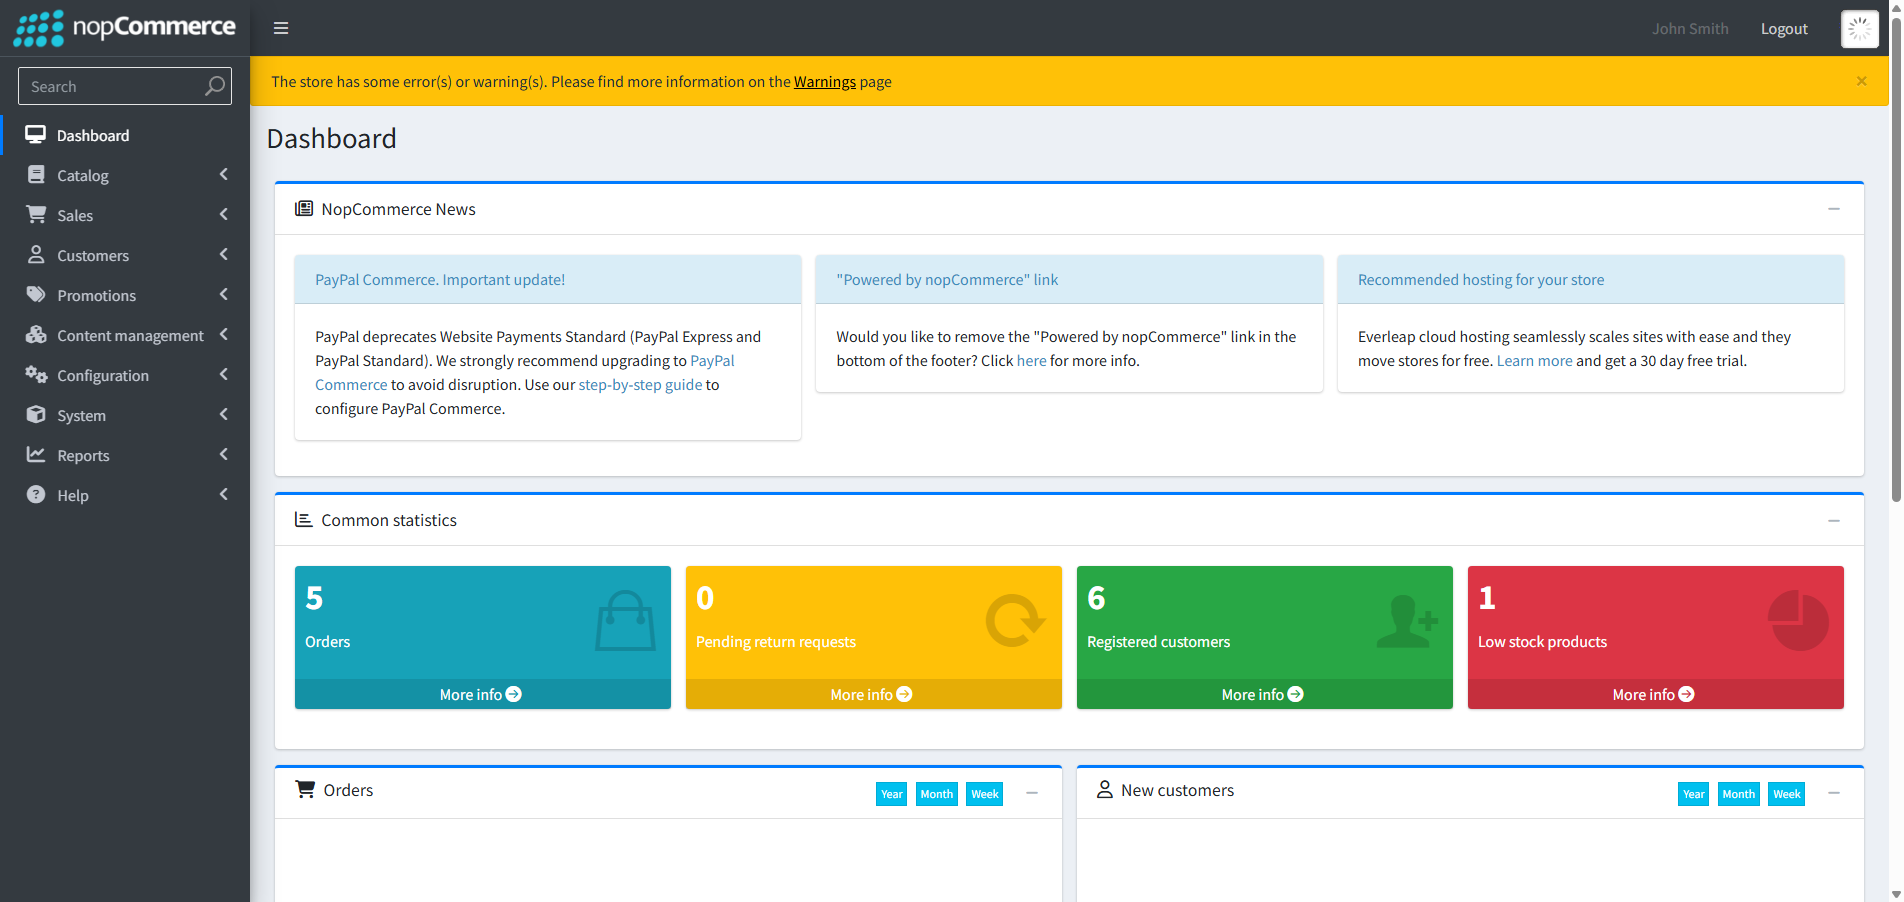 nopCommerce
John Smith
Logout
Search
The store has some error(s) or warning(s). Please find more information on the Warnings page
×
Dashboard
Catalog
Sales
Customers
Promotions
Content management
Configuration
System
Reports
Help
Dashboard
NopCommerce News
PayPal Commerce. Important update!
PayPal deprecates Website Payments Standard (PayPal Express and
PayPal Standard). We strongly recommend upgrading to PayPal
Commerce to avoid disruption. Use our step-by-step guide to
configure PayPal Commerce.
"Powered by nopCommerce" link
Would you like to remove the "Powered by nopCommerce" link in the
bottom of the footer? Click here for more info.
Recommended hosting for your store
Everleap cloud hosting seamlessly scales sites with ease and they
move stores for free. Learn more and get a 30 day free trial.
Common statistics
5
Orders
More info
0
Pending return requests
More info
6
Registered customers
More info
1
Low stock products
More info
Orders
Year Month Week
New customers
Year Month Week